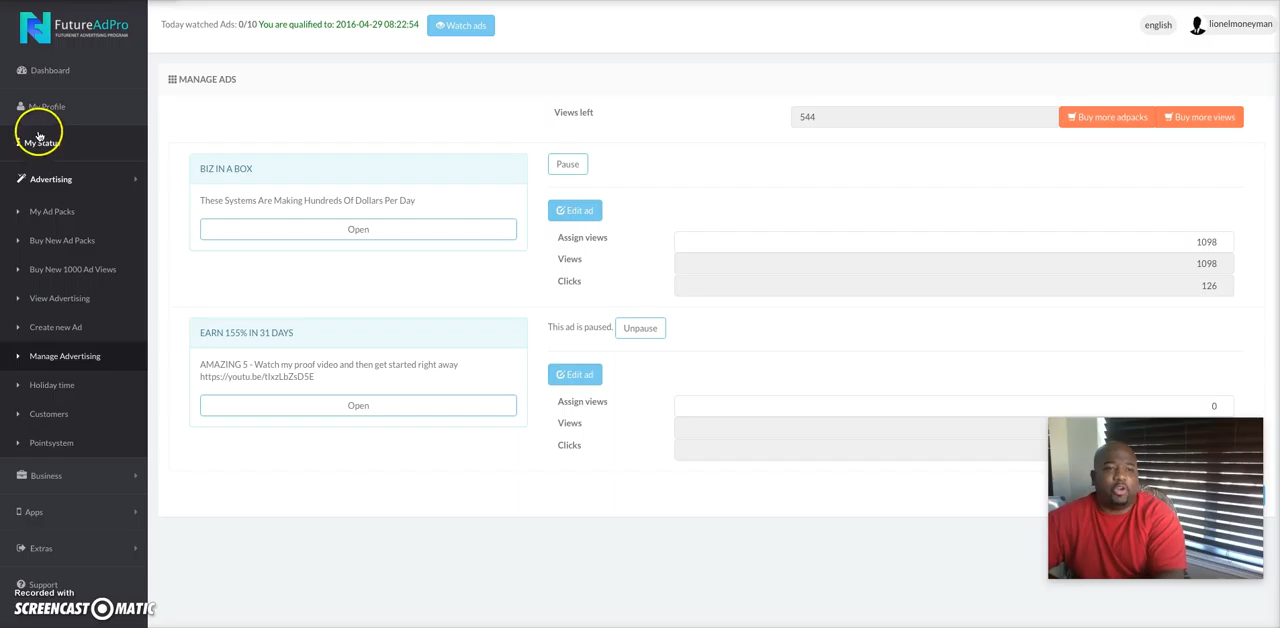 FutureAdPro
FUTURENET ADVERTISING PROGRAM
Today watched Ads: 0/10 You are qualified to: 2016-04-29 08:22:54
Watch ads
english
lionelmoneyman
Dashboard
My Profile
My Status
Advertising
My Ad Packs
Buy New Ad Packs
Buy New 1000 Ad Views
View Advertising
Create new Ad
Manage Advertising
Holiday time
Customers
Pointsystem
Business
Apps
Extras
Support
MANAGE ADS
Views left
544
Buy more adpacks
Buy more views
BIZ IN A BOX
These Systems Are Making Hundreds Of Dollars Per Day
Open
Pause
Edit ad
Assign views
1098
Views
1098
Clicks
126
EARN 155% IN 31 DAYS
AMAZING 5 - Watch my proof video and then get started right away
https://youtu.be/tIxzLbZsD5E
Open
This ad is paused.
Unpause
Edit ad
Assign views
0
Views
Clicks
Recorded with
SCREENCAST-O-MATIC